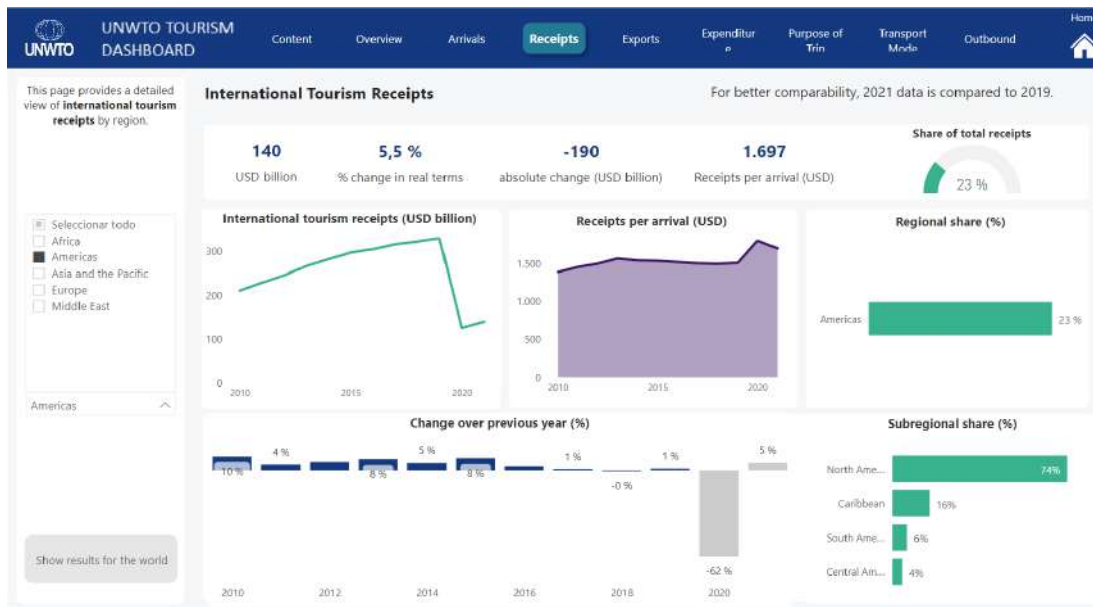 UNWTO
UNWTO TOURISM
DASHBOARD
Content
Overview
Arrivals
Receipts
Exports
Expenditur
e
Purpose of
Trip
Transport
Mode
Outbound
Home
This page provides a detailed
view of international tourism
receipts by region.
International Tourism Receipts
For better comparability, 2021 data is compared to 2019.
140
USD billion
5,5 %
% change in real terms
-190
absolute change (USD billion)
1.697
Receipts per arrival (USD)
Share of total receipts
23 %
Seleccionar todo
Africa
Americas
Asia and the Pacific
Europe
Middle East
Americas
Show results for the world
International tourism receipts (USD billion)
300
200
100
0
2010
2015
2020
Receipts per arrival (USD)
1.500
1.000
500
0
2010
2015
2020
Regional share (%)
Americas
23 %
Change over previous year (%)
10 %
4 %
8 %
5 %
8 %
1 %
-0 %
1 %
-62 %
5 %
2010
2012
2014
2016
2018
2020
Subregional share (%)
North Ame...
74%
Caribbean
16%
South Ame...
6%
Central Am...
4%